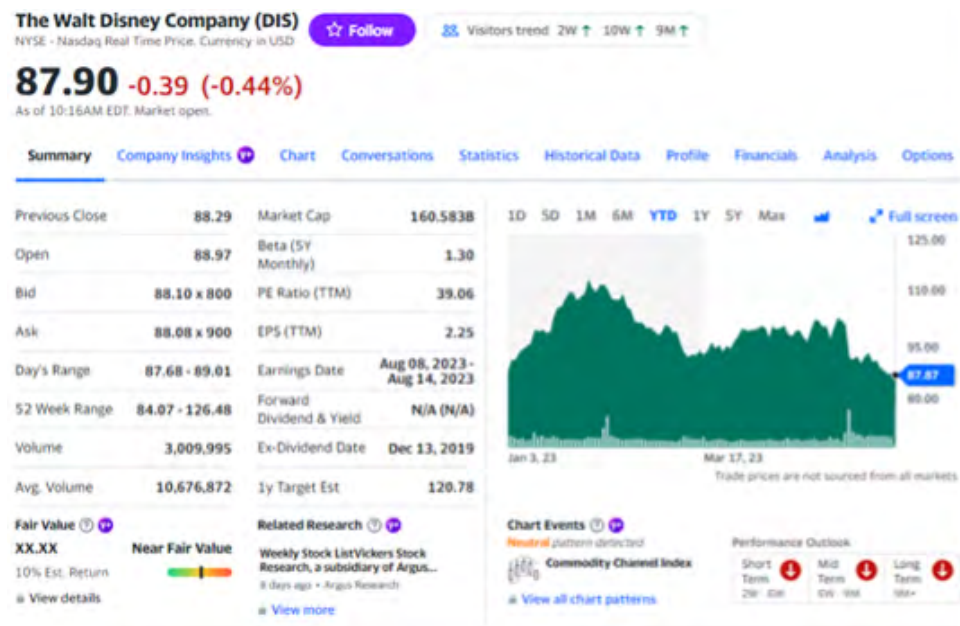 The Walt Disney Company (DIS)
NYSE - Nasdaq Real Time Price. Currency in USD
Follow
Visitors trend 2W ↑ 10W ↑ 9M ↑
87.90 -0.39 (-0.44%)
As of 10:16AM EDT. Market open.
Summary Company Insights Chart Conversations Statistics Historical Data Profile Financials Analysis Options
Previous Close 88.29
Open 88.97
Bid 88.10 x 800
Ask 88.08 x 900
Day's Range 87.68 - 89.01
52 Week Range 84.07 - 126.48
Volume 3,009,995
Avg. Volume 10,676,872
Market Cap 160.583B
Beta (5Y
Monthly) 1.30
PE Ratio (TTM) 39.06
EPS (TTM) 2.25
Earnings Date Aug 08, 2023 -
Aug 14, 2023
Forward
Dividend & Yield N/A (N/A)
Ex-Dividend Date Dec 13, 2019
1y Target Est 120.78
1D 5D 1M 6M YTD 1Y 5Y Max Full screen
125.00
110.00
95.00
87.87
80.00
Jan 3, 23 Mar 17, 23
Trade prices are not sourced from all markets
Fair Value
XX.XX Near Fair Value
10% Est. Return
View details
Related Research
Weekly Stock ListVickers Stock
Research, a subsidiary of Argus...
8 days ago • Argus Research
View more
Chart Events
Neutral pattern detected
Commodity Channel Index
View all chart patterns
Performance Outlook
Short
Term
Mid
Term
Long
Term
9M+